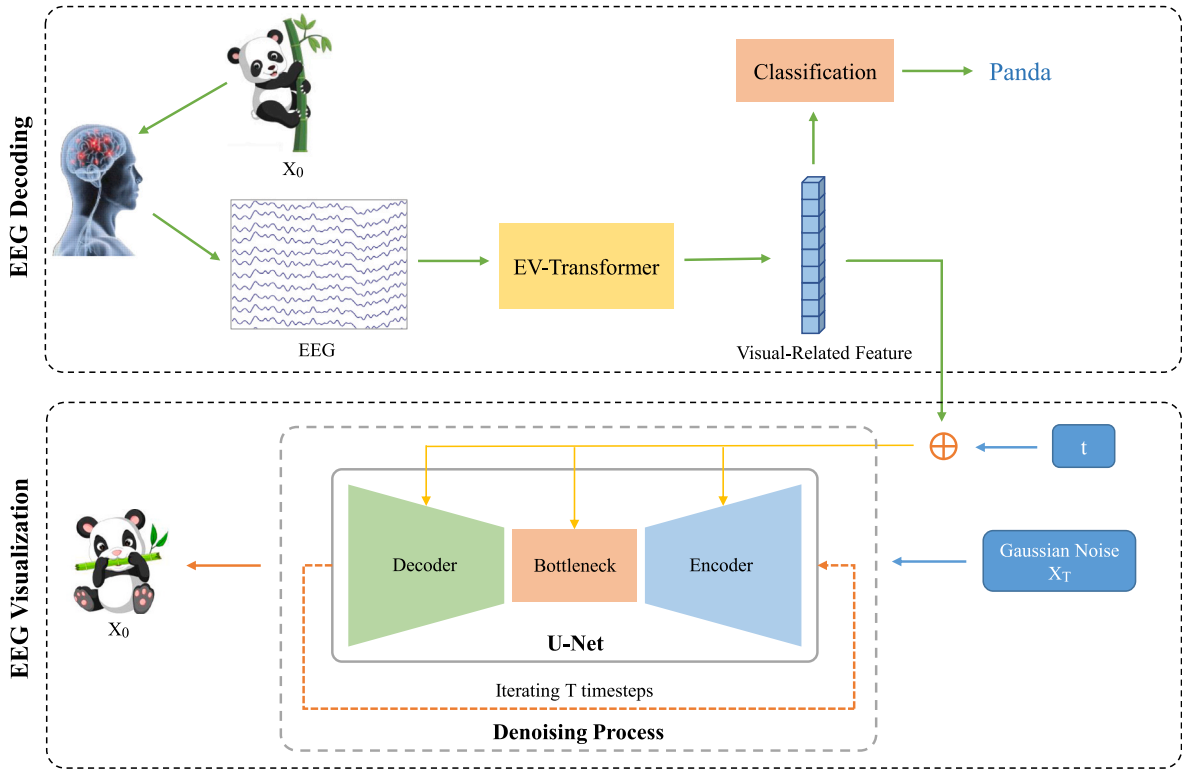 EEG Decoding
X₀
EEG
EV-Transformer
Classification
Panda
Visual-Related Feature
EEG Visualization
t
Gaussian Noise
X_T
Decoder
Bottleneck
Encoder
U-Net
Iterating T timesteps
Denoising Process
X₀